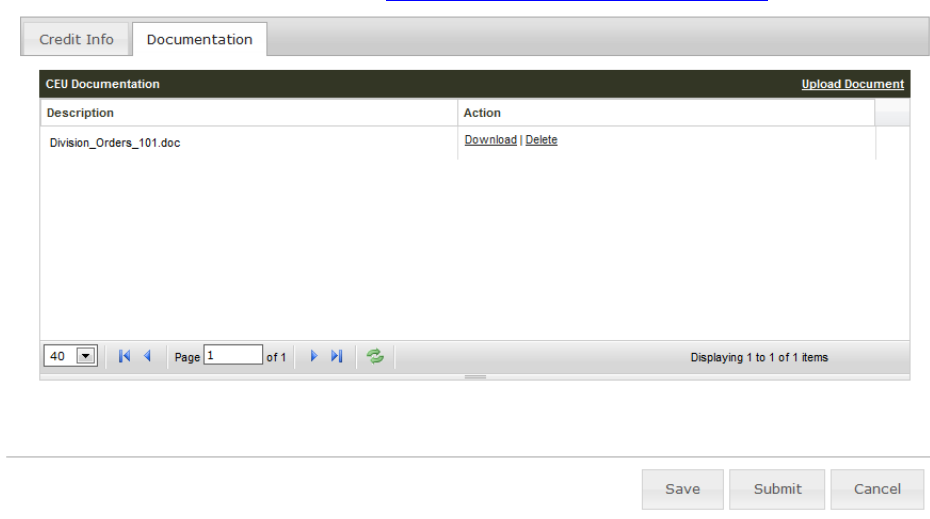 Credit Info Documentation
CEU Documentation Upload Document
Description Action
Division_Orders_101.doc Download | Delete
40 Page 1 of 1 Displaying 1 to 1 of 1 items
Save Submit Cancel